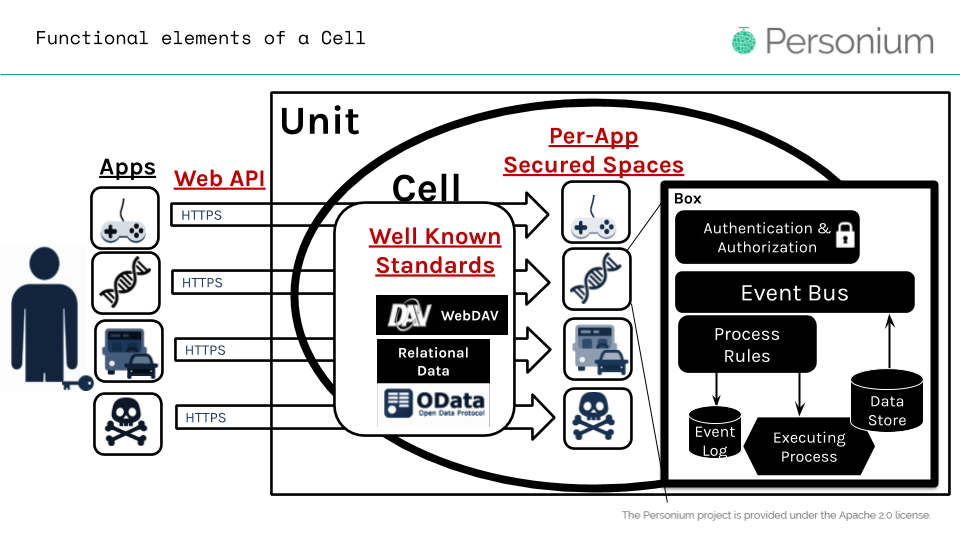 Functional elements of a Cell
Personium
Unit
Per-App
Secured Spaces
Apps
Web API
Cell
Box
HTTPS
HTTPS
HTTPS
HTTPS
Well Known
Standards
DAV WebDAV
Relational
Data
OData
Open Data Protocol
Authentication &
Authorization
Event Bus
Process
Rules
Data
Store
Event
Log
Executing
Process
The Personium project is provided under the Apache 2.0 license.